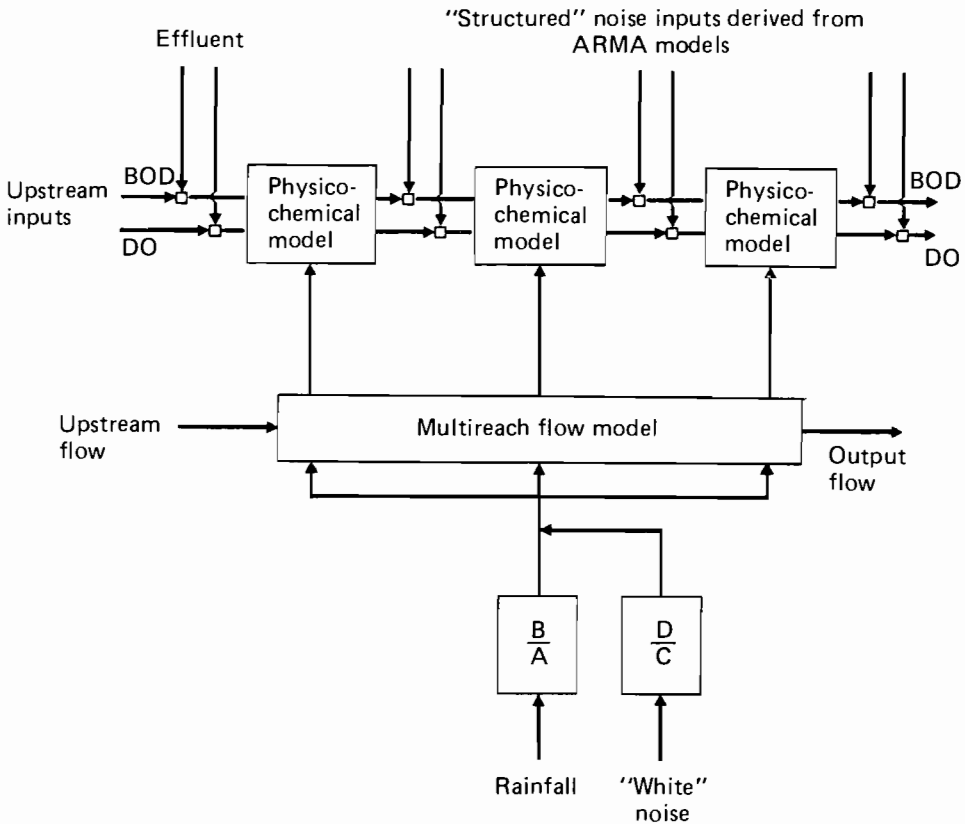 "Structured" noise inputs derived from
ARMA models
Effluent
Upstream
inputs
BOD
DO
Physico-
chemical
model
Physico-
chemical
model
Physico-
chemical
model
BOD
DO
Upstream
flow
Multireach flow model
Output
flow
B
A
D
C
Rainfall
"White"
noise